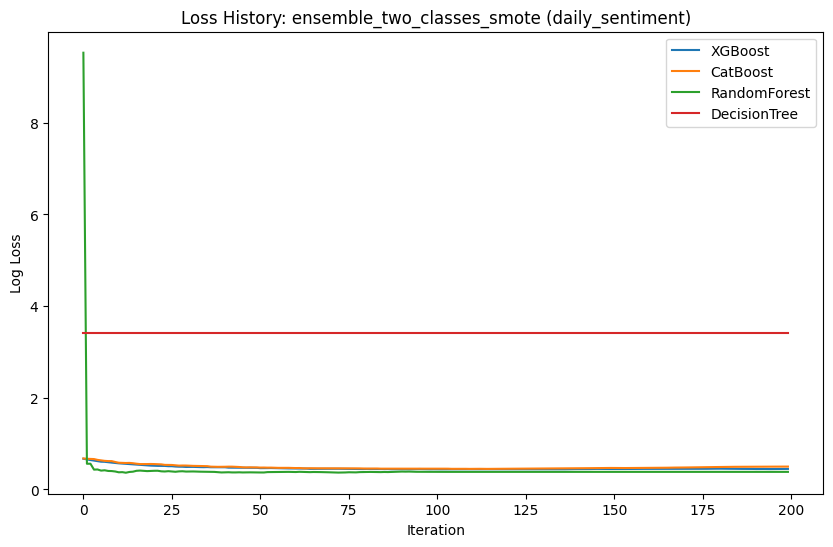 Loss History: ensemble_two_classes_smote (daily_sentiment)
XGBoost
CatBoost
RandomForest
DecisionTree
Log Loss
8
6
4
2
0
0 25 50 75 100 125 150 175 200
Iteration